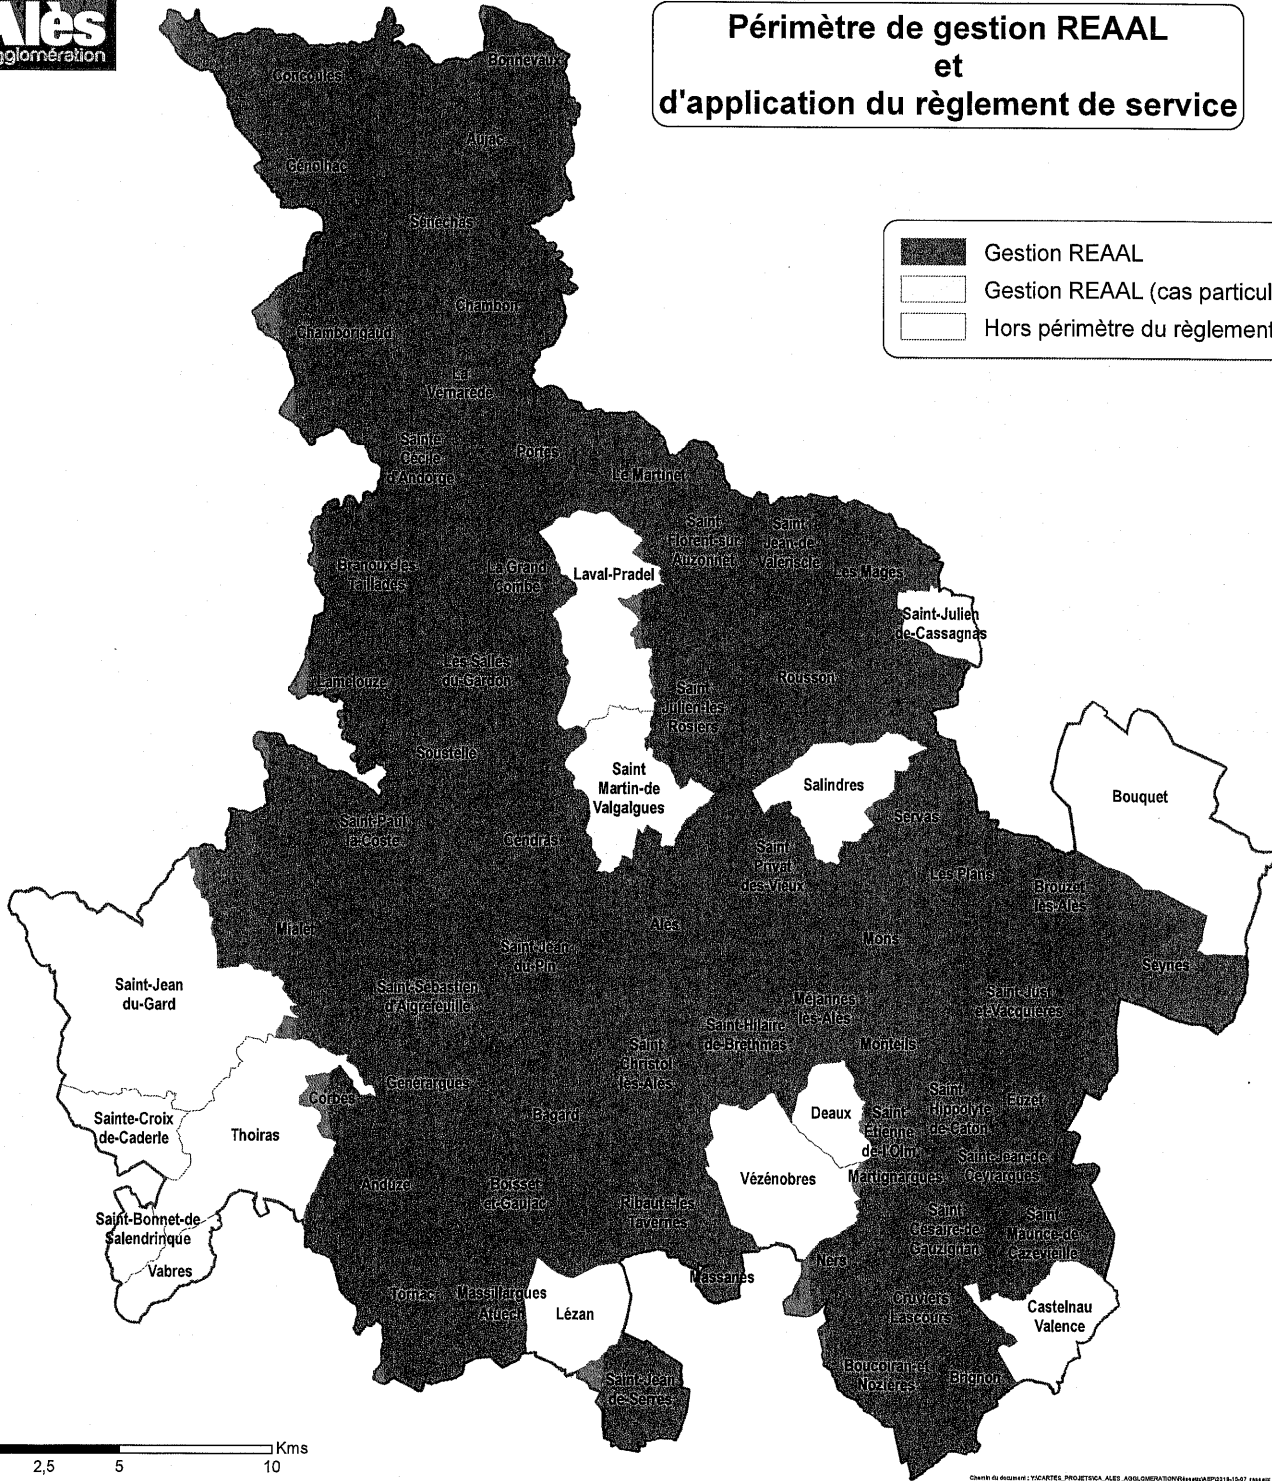 Alès
Agglomération
Périmètre de gestion REAAL
et
d'application du règlement de service
Gestion REAAL
Gestion REAAL (cas particul
Hors périmètre du règlement
Concoules
Bonnevaux
Aujac
Génolhac
Sénéchas
Chambon
Chamborigaud
La
Vernarède
Sainte
Cécile
d'Andorge
Portes
Le Martinet
Saint
Florent-sur
Auzonnet
Saint
Jean-de
Valériscle
Les Mages
Branoux-les
Taillades
La Grand
Combe
Laval-Pradel
Saint-Julien
de-Cassagnas
Lamelouze
Les Salles
du-Gardon
Saint
Julien-les
Rosiers
Rousson
Soustelle
Saint
Martin-de
Valgalgues
Salindres
Bouquet
Saint-Paul
la-Coste
Cendras
Servas
Saint
Privat
des-Vieux
Les Plans
Brouzet
lès-Alès
Mialet
Alès
Mons
Saint-Jean
du-Pin
Seynes
Saint-Jean
du-Gard
Saint-Sébastien
d'Aigrefeuille
Méjannes
lès-Alès
Saint-Just
et-Vacquières
Saint-Hilaire
de-Brethmas
Monteils
Saint
Christol
lès-Alès
Corbès
Générargues
Bagard
Deaux
Saint
Hippolyte
de-Caton
Euzet
Sainte-Croix
de-Caderle
Thoiras
Saint
Etienne
de-l'Olm
Saint-Jean-de
Ceyrargues
Vézénobres
Martignargues
Anduze
Boisset
et-Gaujac
Ribaute-les
Tavernes
Saint-Bonnet-de
Salendrinque
Saint
Césaire-de
Gauzignan
Saint
Maurice-de
Cazevieille
Vabres
Massanes
Ners
Tornac
Massillargues
Atuech
Lézan
Cruviers
Lascours
Castelnau
Valence
Saint-Jean
de-Serres
Boucoiran-et
Nozières
Brignon
Kms
2,5 5 10
Chemin du document :